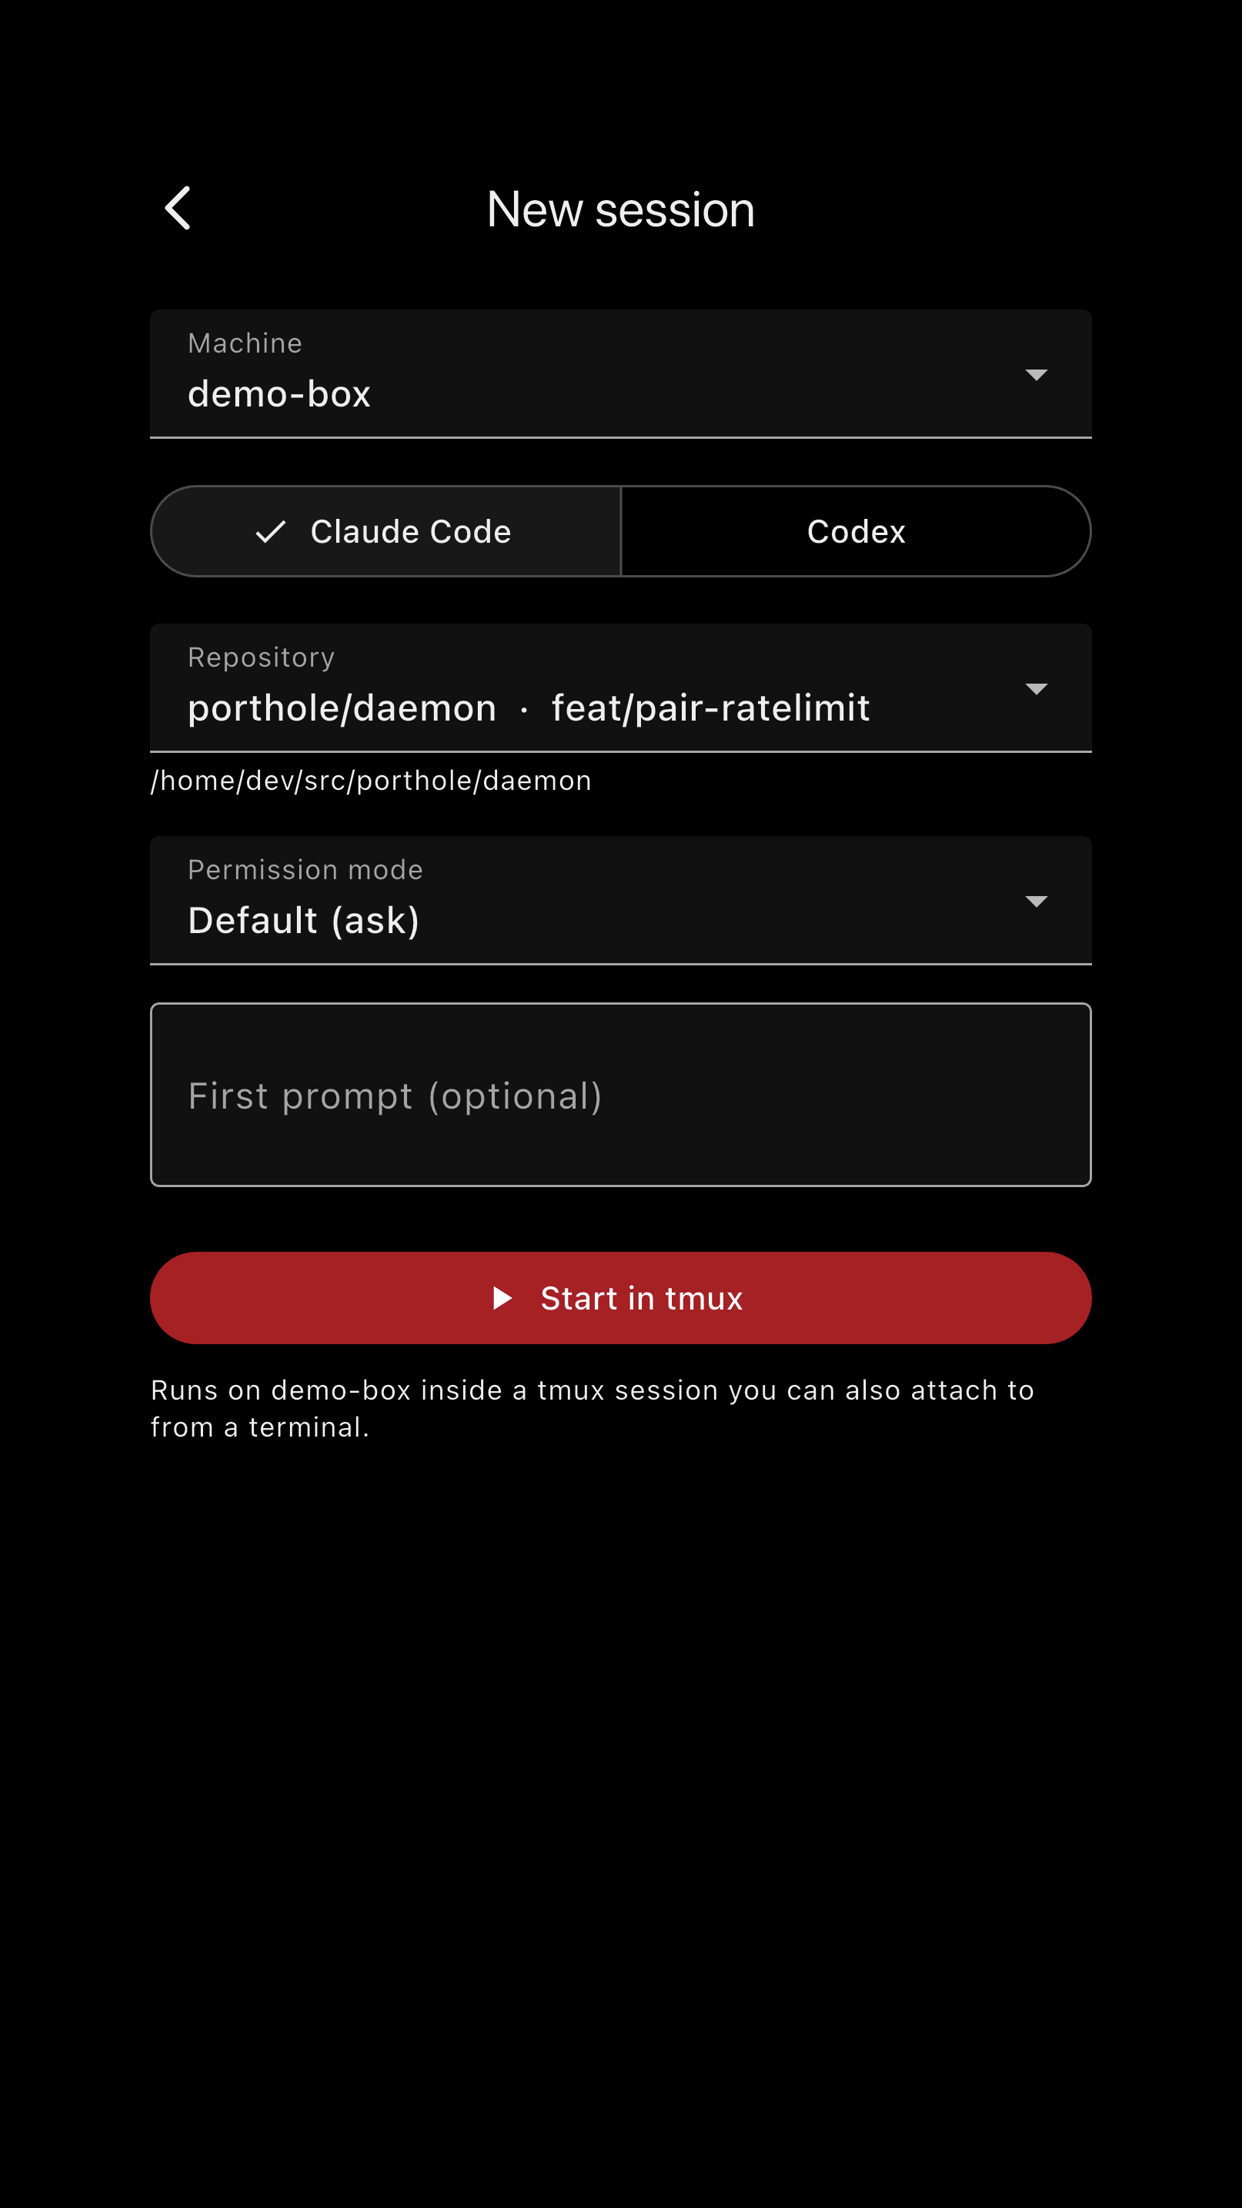 New session
Machine
demo-box
Claude Code
Codex
Repository
porthole/daemon · feat/pair-ratelimit
/home/dev/src/porthole/daemon
Permission mode
Default (ask)
First prompt (optional)
Start in tmux
Runs on demo-box inside a tmux session you can also attach to
from a terminal.